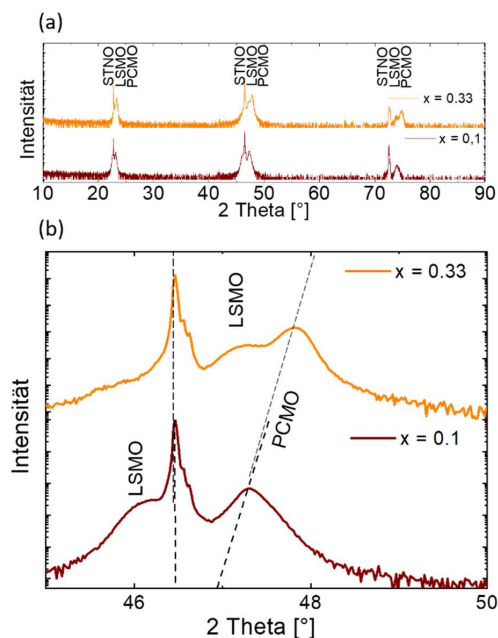 (a)
STNO LSMO PCMO STNO LSMO PCMO STNO LSMO PCMO
x = 0.33
x = 0,1
Intensität
10 20 30 40 50 60 70 80 90
2 Theta [°]
(b)
x = 0.33
LSMO
PCMO
x = 0.1
LSMO
Intensität
46 48 50
2 Theta [°]